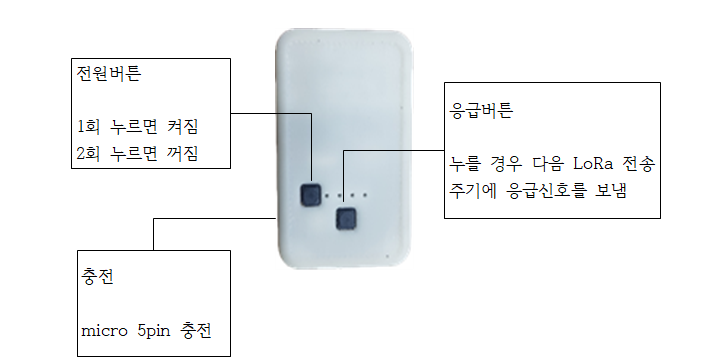 전원버튼
1회 누르면 켜짐
2회 누르면 꺼짐
응급버튼
누를 경우 다음 LoRa 전송
주기에 응급신호를 보냄
충전
micro 5pin 충전